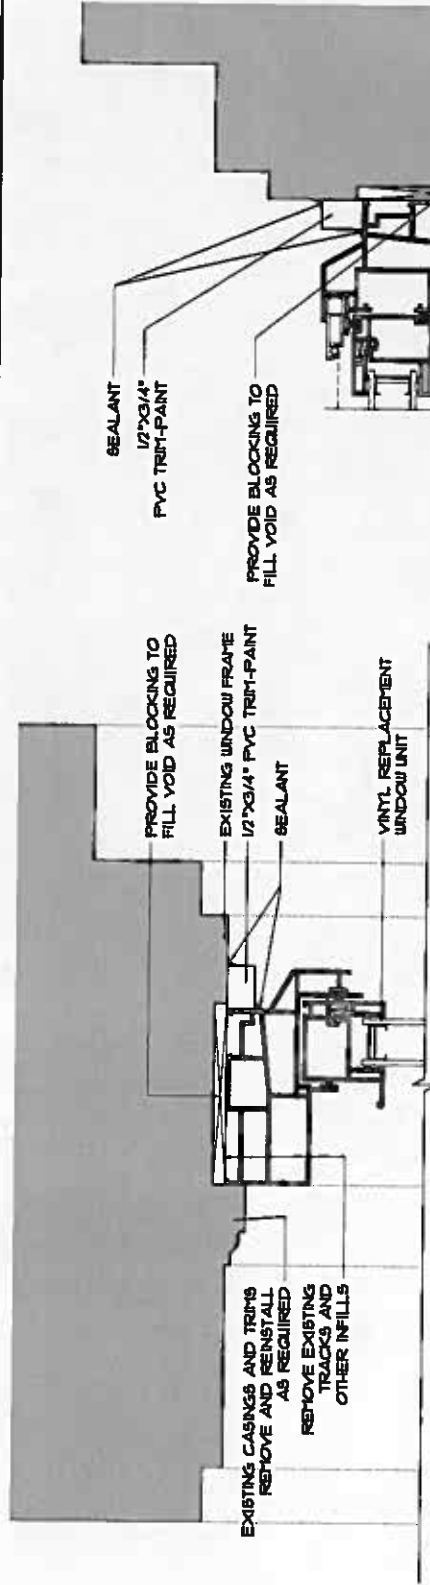 PROVIDE BLOCKING TO
FILL VOID AS REQUIRED
EXISTING WINDOW FRAME
1/2"X3/4" PVC TRIM-PAINT
SEALANT
VINYL REPLACEMENT
WINDOW UNIT
EXISTING CASINGS AND TRIMS
REMOVE AND REINSTALL
AS REQUIRED
REMOVE EXISTING
TRACKS AND
OTHER INFILLS
SEALANT
1/2"X3/4"
PVC TRIM-PAINT
PROVIDE BLOCKING TO
FILL VOID AS REQUIRED